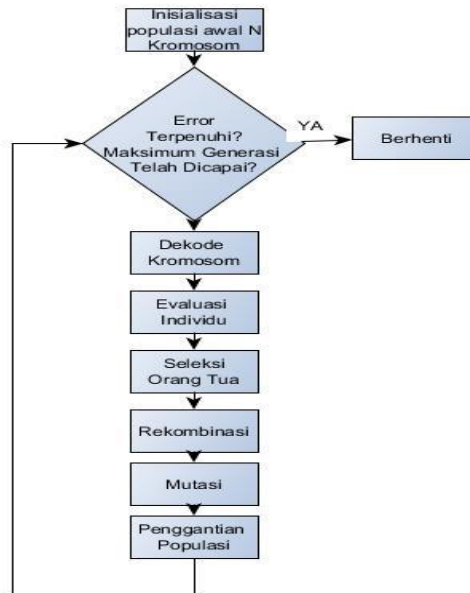 Inisialisasi
populasi awal N
Kromosom
Error
Terpenuhi?
Maksimum Generasi
Telah Dicapai?
YA
Berhenti
Dekode
Kromosom
Evaluasi
Individu
Seleksi
Orang Tua
Rekombinasi
Mutasi
Penggantian
Populasi